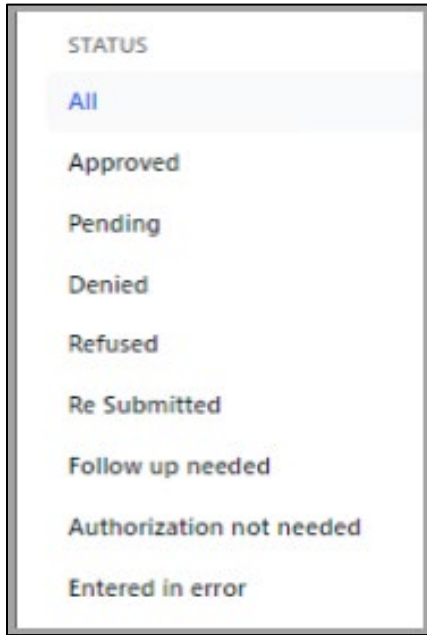 STATUS
All
Approved
Pending
Denied
Refused
Re Submitted
Follow up needed
Authorization not needed
Entered in error